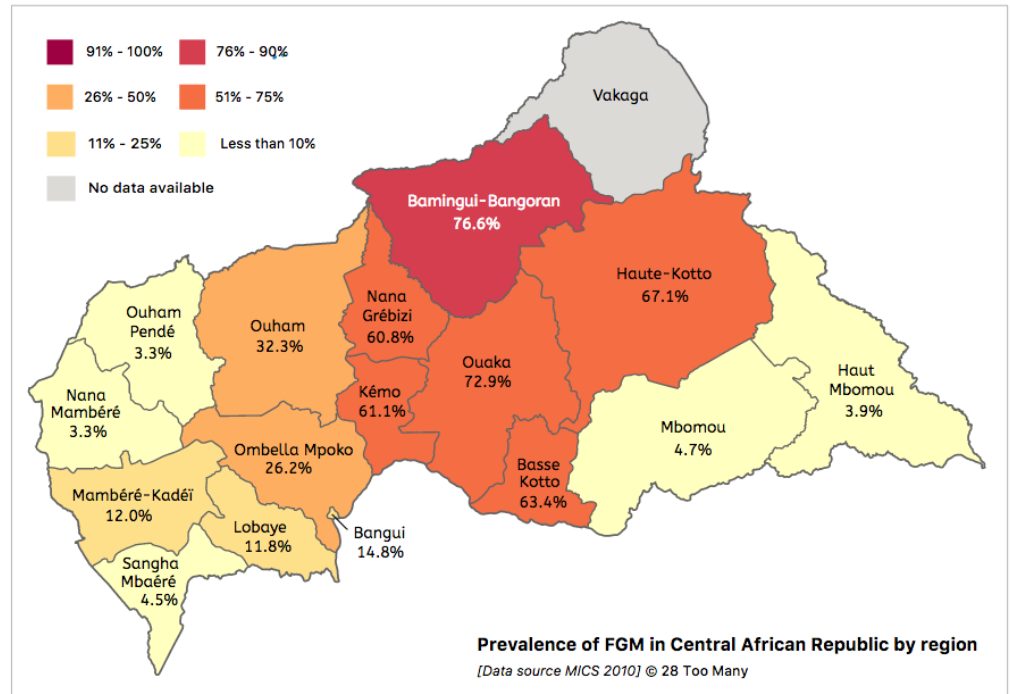 91% - 100%
76% - 90%
26% - 50%
51% - 75%
11% - 25%
Less than 10%
No data available
Vakaga
Bamingui-Bangoran
76.6%
Haute-Kotto
67.1%
Nana
Grébizi
60.8%
Ouham
Pendé
3.3%
Ouham
32.3%
Ouaka
72.9%
Kémo
61.1%
Haut
Mbomou
3.9%
Nana
Mambéré
3.3%
Mbomou
4.7%
Ombella Mpoko
26.2%
Basse
Kotto
63.4%
Mambéré-Kadéï
12.0%
Lobaye
11.8%
Bangui
14.8%
Sangha
Mbaéré
4.5%
Prevalence of FGM in Central African Republic by region
[Data source MICS 2010] © 28 Too Many